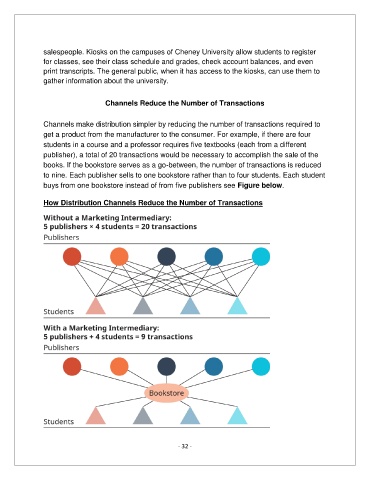 salespeople. Kiosks on the campuses of Cheney University allow students to register
for classes, see their class schedule and grades, check account balances, and even
print transcripts. The general public, when it has access to the kiosks, can use them to
gather information about the university.
Channels Reduce the Number of Transactions
Channels make distribution simpler by reducing the number of transactions required to
get a product from the manufacturer to the consumer. For example, if there are four
students in a course and a professor requires five textbooks (each from a different
publisher), a total of 20 transactions would be necessary to accomplish the sale of the
books. If the bookstore serves as a go-between, the number of transactions is reduced
to nine. Each publisher sells to one bookstore rather than to four students. Each student
buys from one bookstore instead of from five publishers see Figure below.
How Distribution Channels Reduce the Number of Transactions
Without a Marketing Intermediary:
5 publishers × 4 students = 20 transactions
Publishers
Students
With a Marketing Intermediary:
5 publishers + 4 students = 9 transactions
Publishers
Bookstore
Students
- 32 -